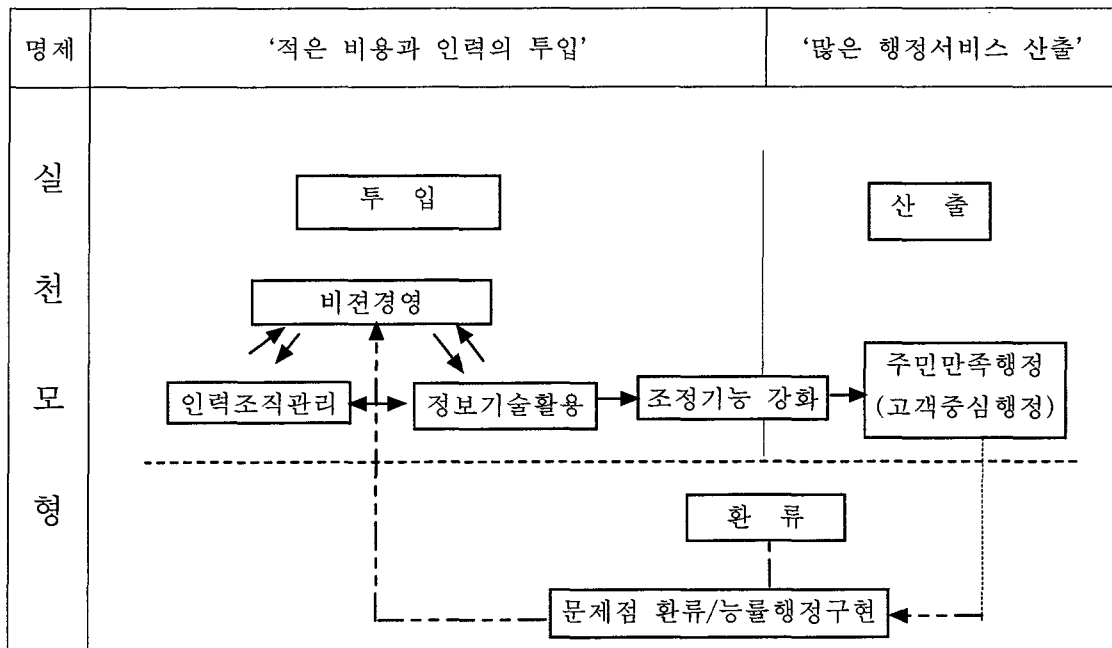 명제 '적은 비용과 인력의 투입' '많은 행정서비스 산출'
실
천
모
형
투 입
산 출
비젼경영
인력조직관리 정보기술활용 조정기능 강화 주민만족행정
(고객중심행정)
환 류
문제점 환류/능률행정구현